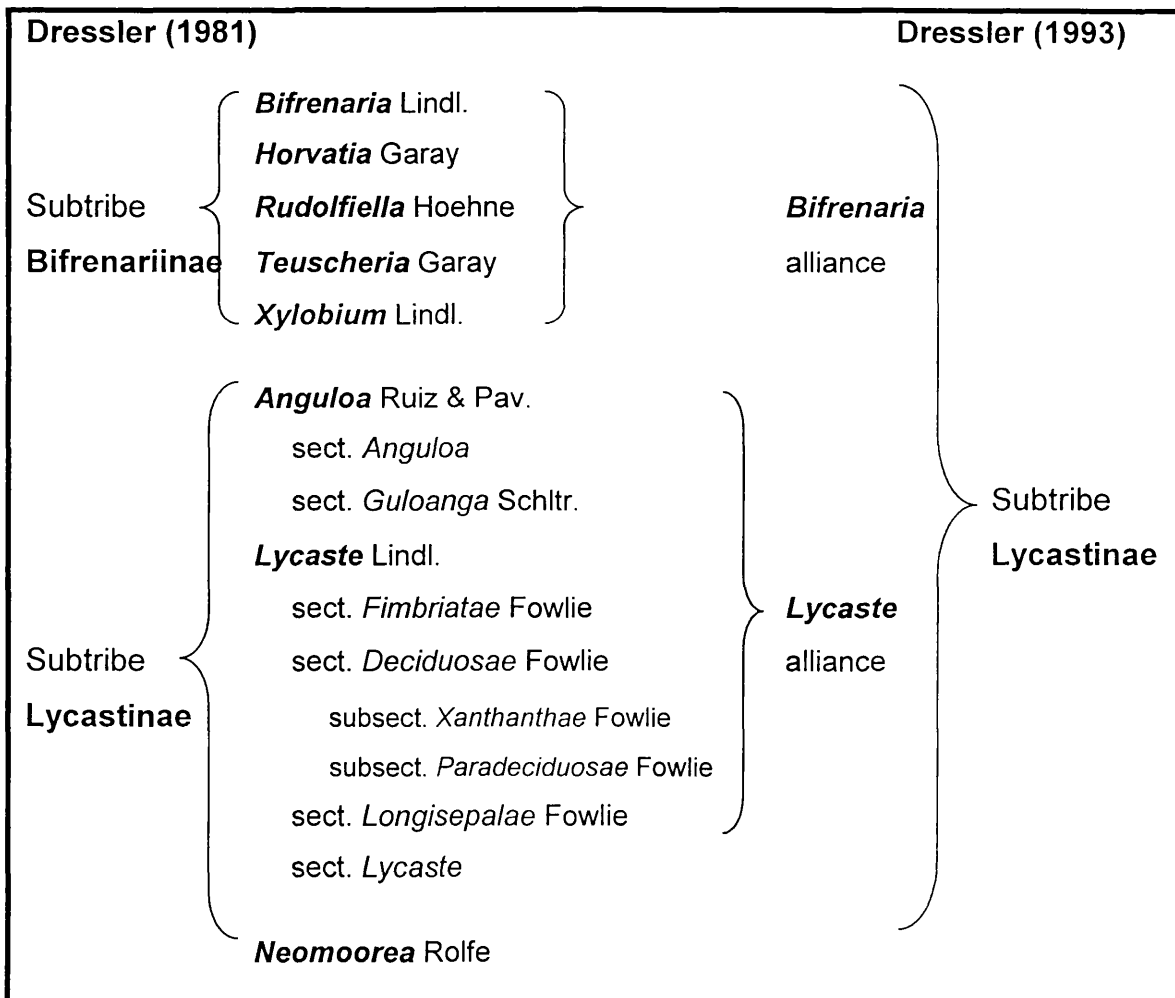 Dressler (1981) Dressler (1993)
Bifrenaria Lindl.
Horvatia Garay
Subtribe Rudolfiella Hoehne Bifrenaria
Bifrenariinae Teuscheria Garay alliance
Xylobium Lindl.
Anguloa Ruiz & Pav.
sect. Anguloa
sect. Guloanga Schltr. Subtribe
Lycaste Lindl. Lycastinae
sect. Fimbriatae Fowlie Lycaste
Subtribe sect. Deciduosae Fowlie alliance
Lycastinae subsect. Xanthanthae Fowlie
subsect. Paradeciduosae Fowlie
sect. Longisepalae Fowlie
sect. Lycaste
Neomoorea Rolfe